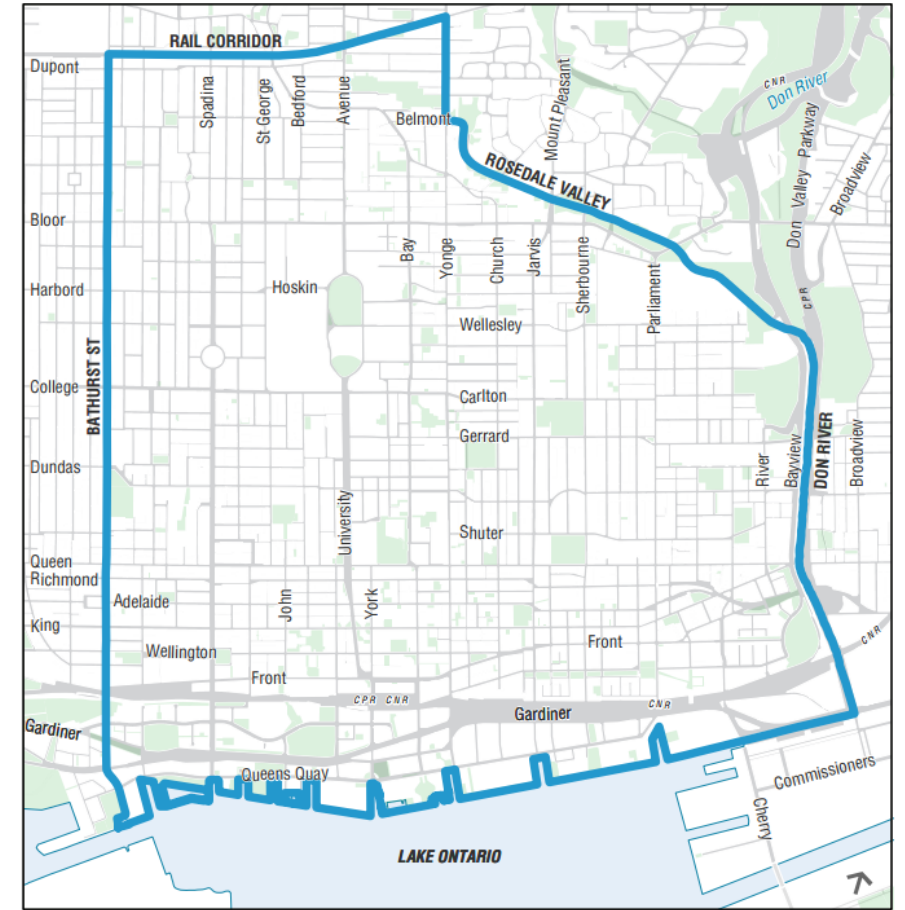 RAIL CORRIDOR
Dupont
Spadina
St George
Bedford
Avenue
Belmont
Mount Pleasant
CNR
Don River
Don Valley Parkway
Broadview
ROSEDALE VALLEY
Bloor
Bay
Yonge
Church
Jarvis
Sherbourne
Parliament
CPR
Harbord
Hoskin
Wellesley
BATHURST ST
College
Carlton
Gerrard
Dundas
River
Bayview
DON RIVER
Broadview
University
Shuter
Queen
Richmond
Adelaide
John
York
King
Wellington
Front
CNR
Front
CPR CNR
CNR
Gardiner
Gardiner
Queens Quay
Commissioners
Cherry
LAKE ONTARIO